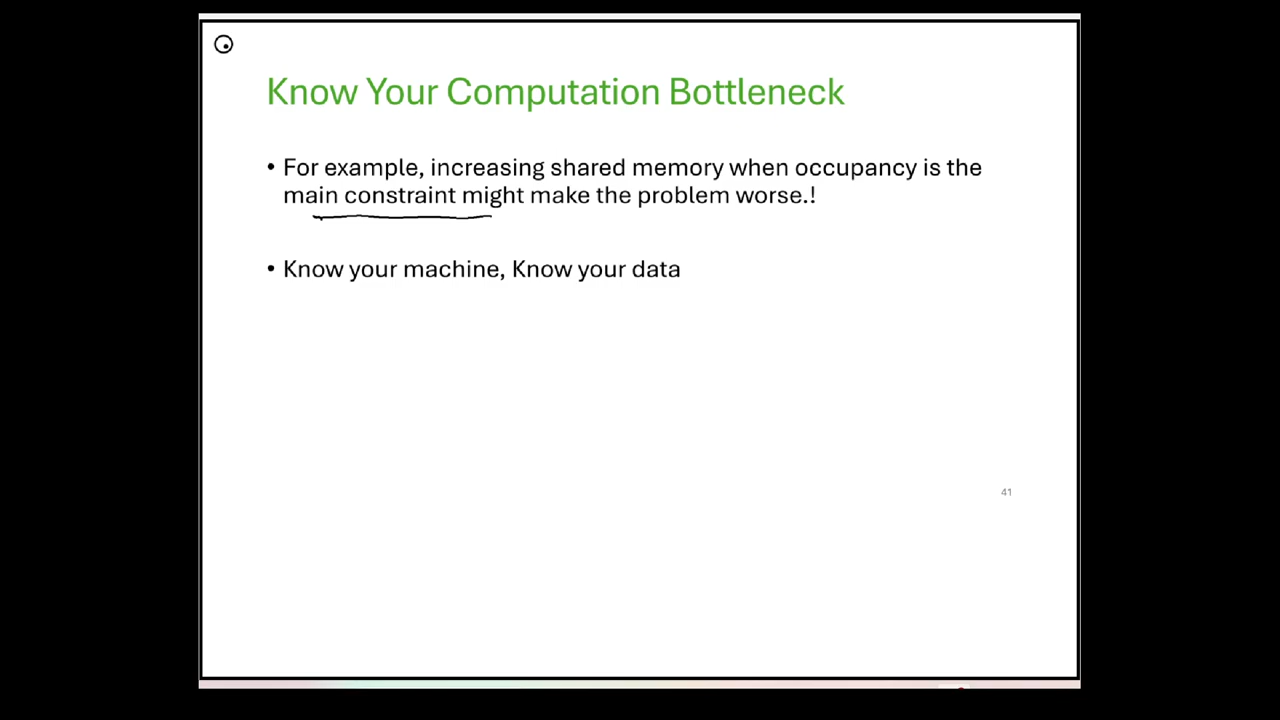 Know Your Computation Bottleneck
• For example, increasing shared memory when occupancy is the
main constraint might make the problem worse.!
• Know your machine, Know your data
41